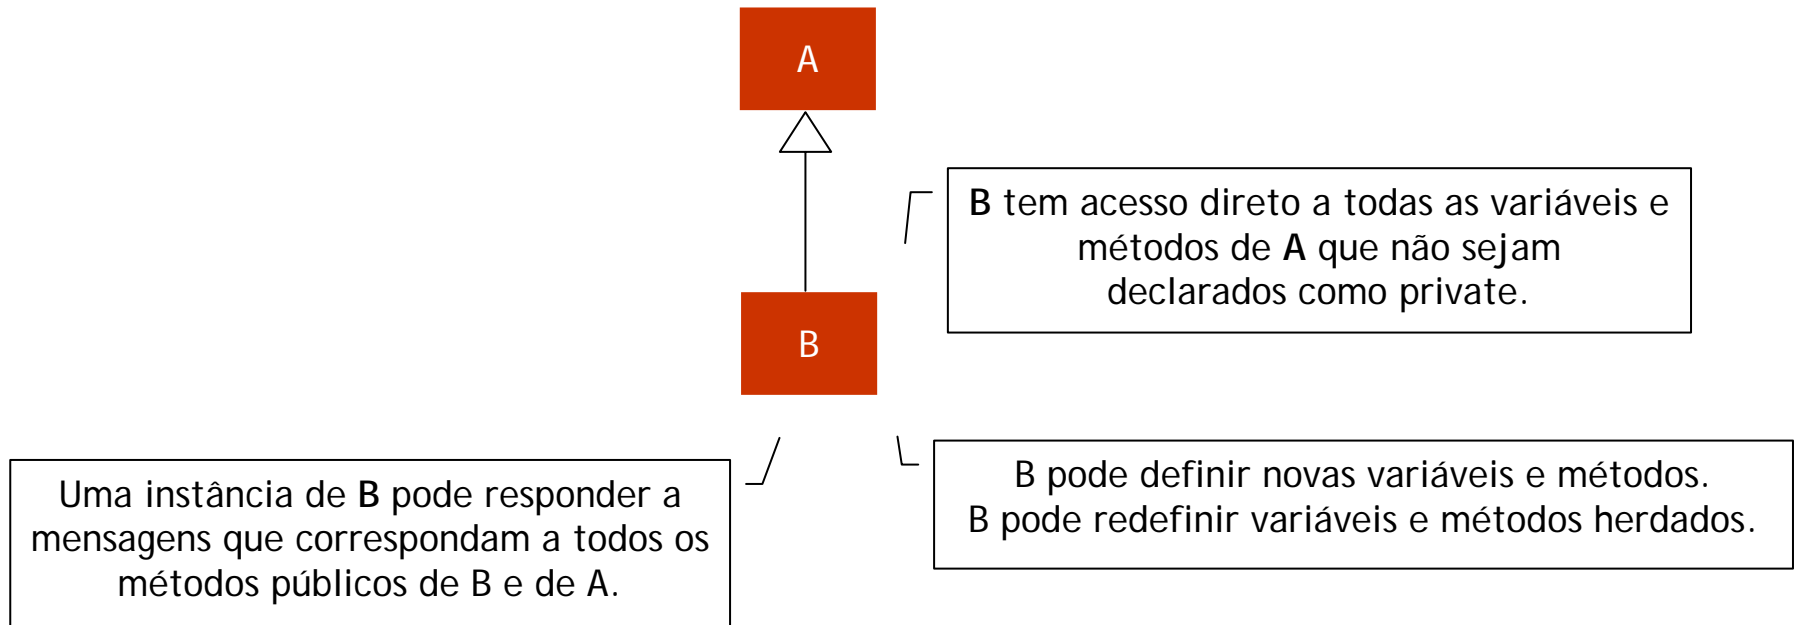 A
B tem acesso direto a todas as variáveis e
métodos de A que não sejam
declarados como private.
B
B pode definir novas variáveis e métodos.
B pode redefinir variáveis e métodos herdados.
Uma instância de B pode responder a
mensagens que correspondam a todos os
métodos públicos de B e de A.